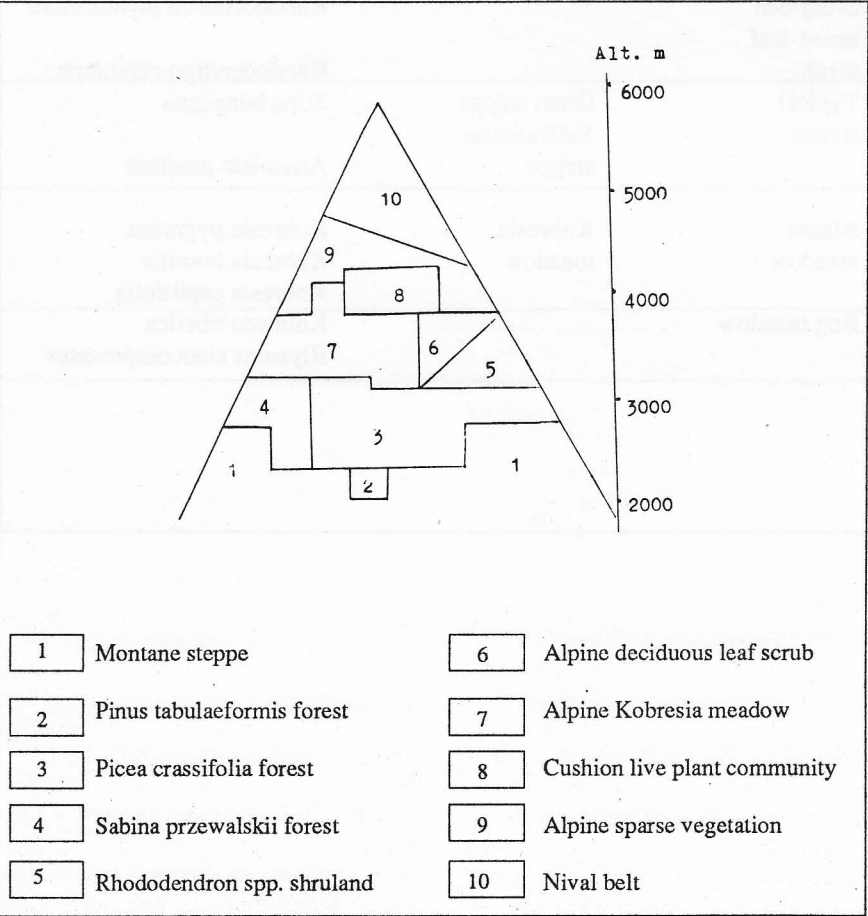 Alt. m
6000
5000
4000
3000
2000
10
9
8
7
6
5
4
3
1
2
1
1 Montane steppe
2 Pinus tabulaeformis forest
3 Picea crassifolia forest
4 Sabina przewalskii forest
5 Rhododendron spp. shruland
6 Alpine deciduous leaf scrub
7 Alpine Kobresia meadow
8 Cushion live plant community
9 Alpine sparse vegetation
10 Nival belt